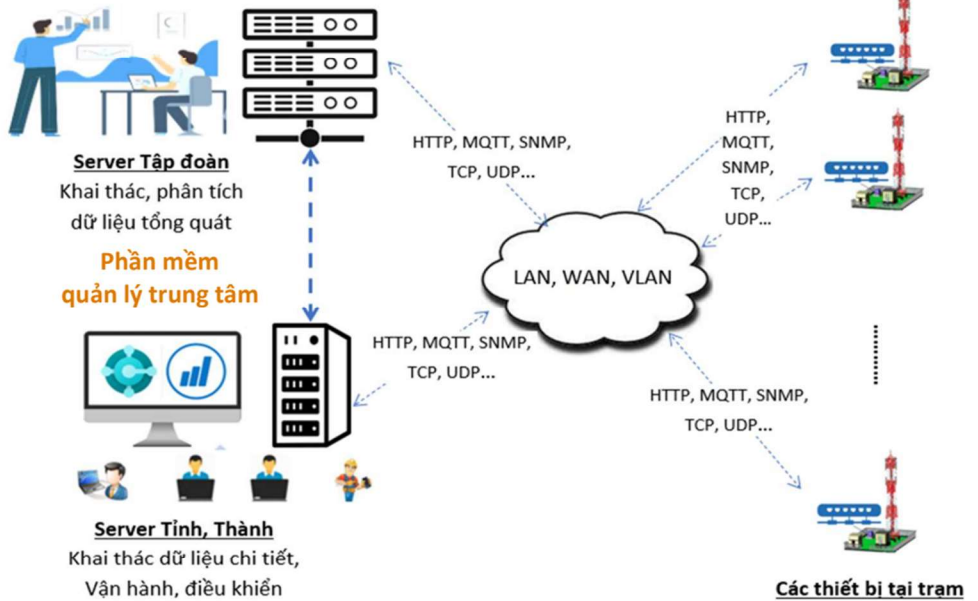 Server Tập đoàn
Khai thác, phân tích
dữ liệu tổng quát
Phần mềm
quản lý trung tâm
HTTP, MQTT, SNMP,
TCP, UDP...
HTTP,
MQTT,
SNMP,
TCP,
UDP...
LAN, WAN, VLAN
HTTP, MQTT, SNMP,
TCP, UDP...
HTTP, MQTT, SNMP,
TCP, UDP...
Server Tỉnh, Thành
Khai thác dữ liệu chi tiết,
Vận hành, điều khiển
Các thiết bị tại trạm